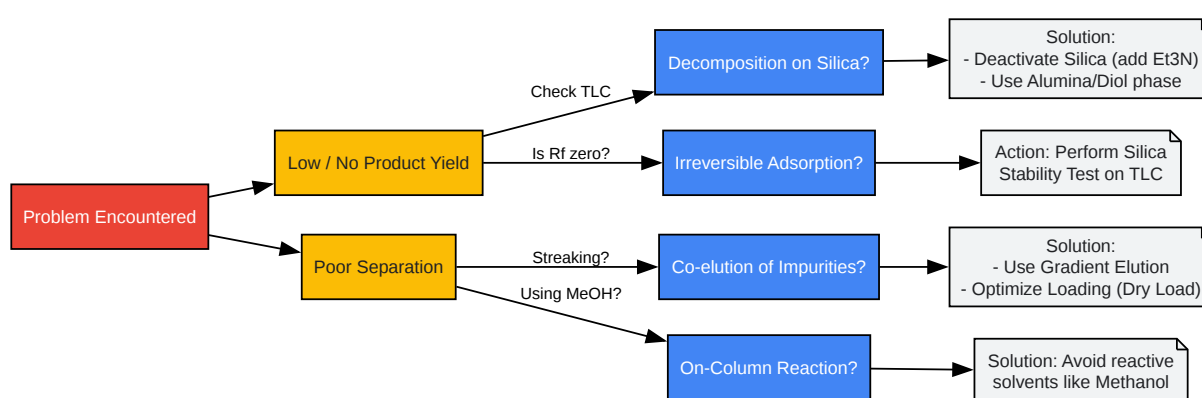 Problem Encountered
Low / No Product Yield
Poor Separation
Check TLC
Is Rf zero?
Streaking?
Using MeOH?
Decomposition on Silica?
Irreversible Adsorption?
Co-elution of Impurities?
On-Column Reaction?
Solution:
- Deactivate Silica (add Et3N)
- Use Alumina/Diol phase
Action: Perform Silica
Stability Test on TLC
Solution:
- Use Gradient Elution
- Optimize Loading (Dry Load)
Solution: Avoid reactive
solvents like Methanol